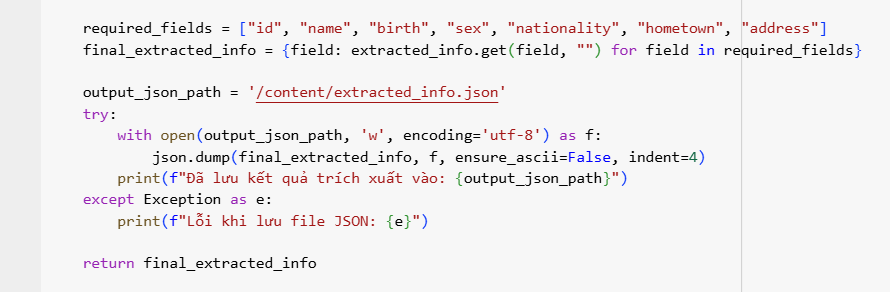 required_fields = ["id", "name", "birth", "sex", "nationality", "hometown", "address"]
final_extracted_info = {field: extracted_info.get(field, "") for field in required_fields}
output_json_path = '/content/extracted_info.json'
try:
    with open(output_json_path, 'w', encoding='utf-8') as f:
        json.dump(final_extracted_info, f, ensure_ascii=False, indent=4)
    print(f"Đã lưu kết quả trích xuất vào: {output_json_path}")
except Exception as e:
    print(f"Lỗi khi lưu file JSON: {e}")
return final_extracted_info